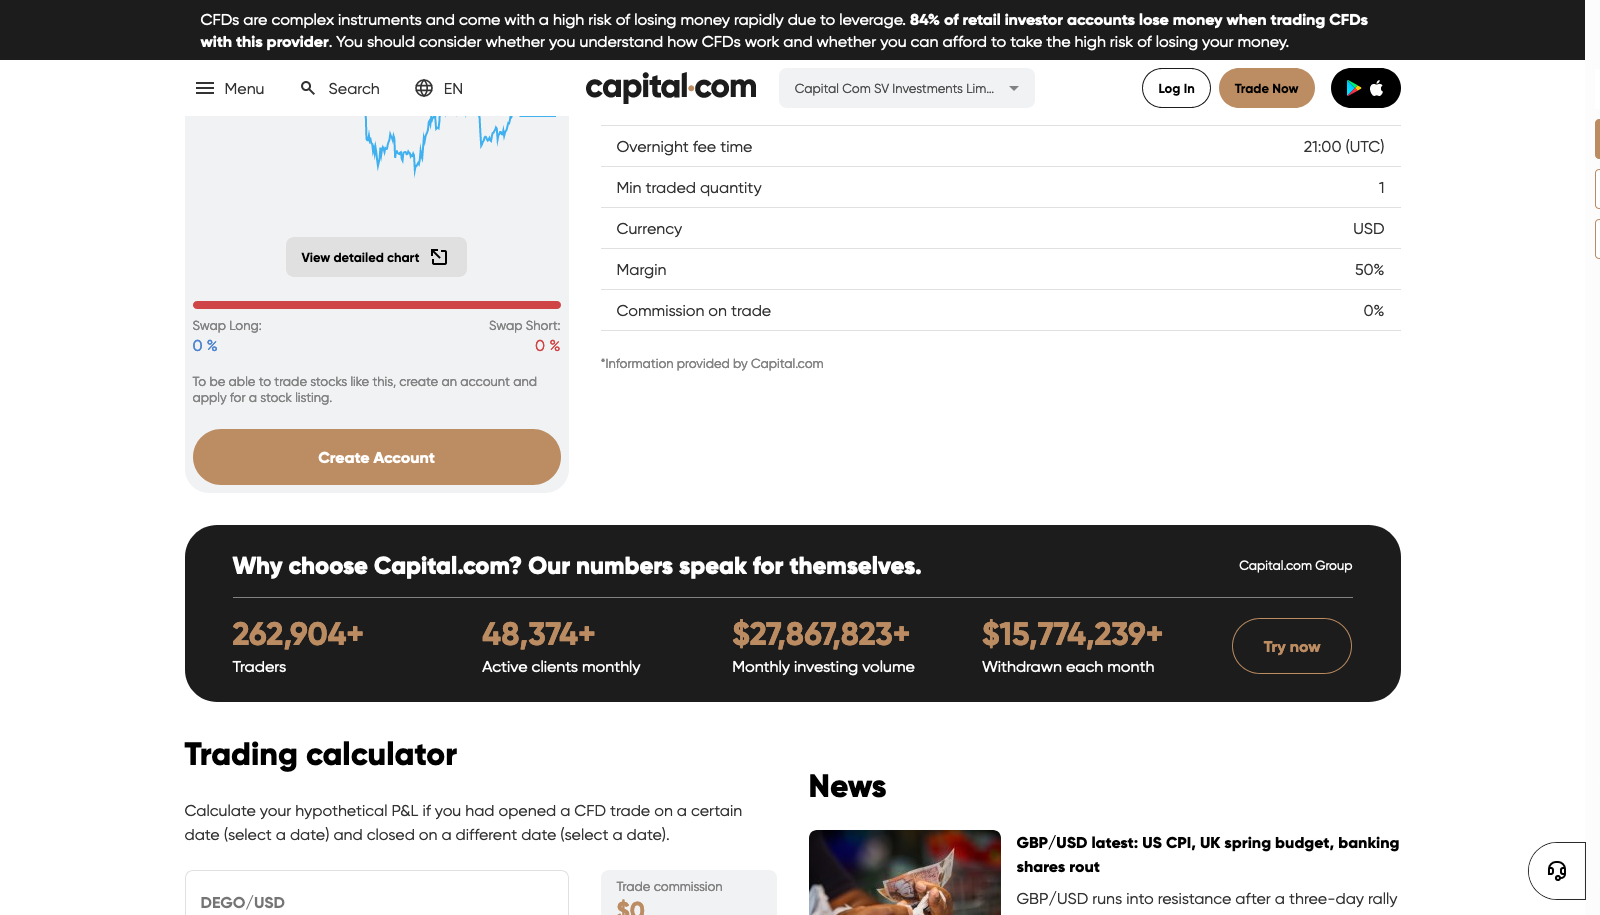 CFDs are complex instruments and come with a high risk of losing money rapidly due to leverage. 84% of retail investor accounts lose money when trading CFDs
with this provider. You should consider whether you understand how CFDs work and whether you can afford to take the high risk of losing your money.
Menu Search EN capital.com Capital Com SV Investments Lim... Log In Trade Now
Overnight fee time 21:00 (UTC)
Min traded quantity 1
Currency USD
Margin 50%
Commission on trade 0%
*Information provided by Capital.com
View detailed chart
Swap Long: Swap Short:
0 % 0 %
To be able to trade stocks like this, create an account and
apply for a stock listing.
Create Account
Why choose Capital.com? Our numbers speak for themselves. Capital.com Group
262,904+ 48,374+ $27,867,823+ $15,774,239+
Traders Active clients monthly Monthly investing volume Withdrawn each month
Try now
Trading calculator
Calculate your hypothetical P&L if you had opened a CFD trade on a certain
date (select a date) and closed on a different date (select a date).
DEGO/USD
Trade commission
$0
News
GBP/USD latest: US CPI, UK spring budget, banking
shares rout
GBP/USD runs into resistance after a three-day rally